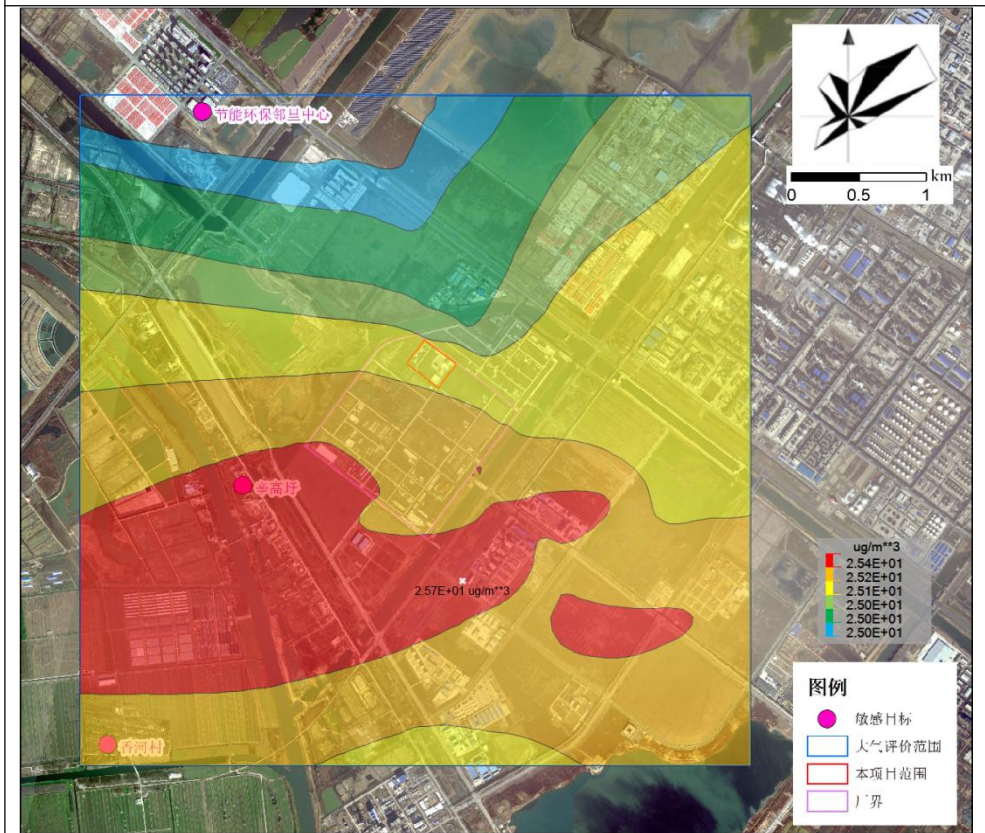 节能环保邻里中心
km
0 0.5 1
辛高圩
2.57E+01 ug/m**3
ug/m**3
2.54E+01
2.52E+01
2.51E+01
2.50E+01
2.50E+01
2.50E+01
香河村
图例
敏感目标
大气评价范围
本项目范围
厂界